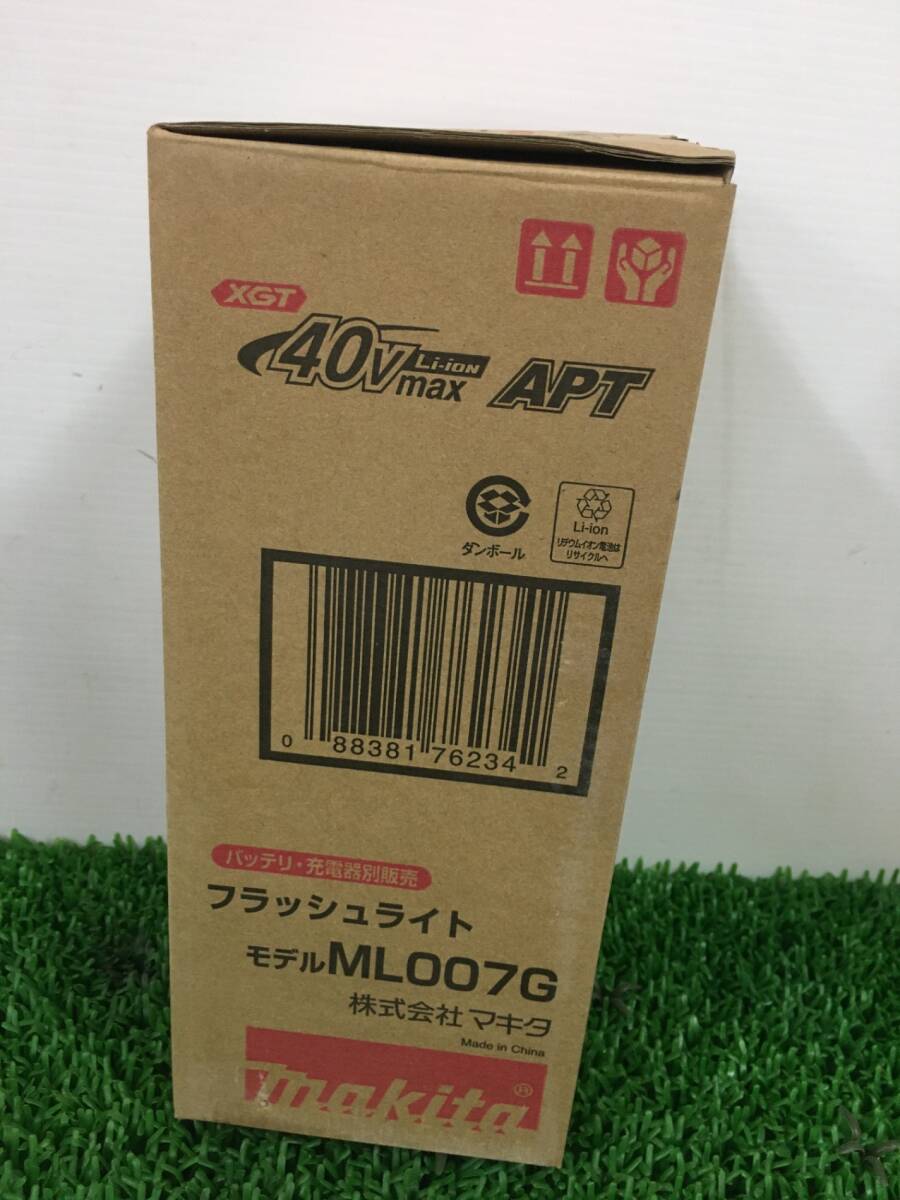 XGT
40Vmax Li-ion APT
ダンボール
Li-ion
リチウムイオン電池は
リサイクルへ
0 88381 76234 2
バッテリ・充電器別販売
フラッシュライト
モデルML007G
株式会社マキタ
Made in China
makita®